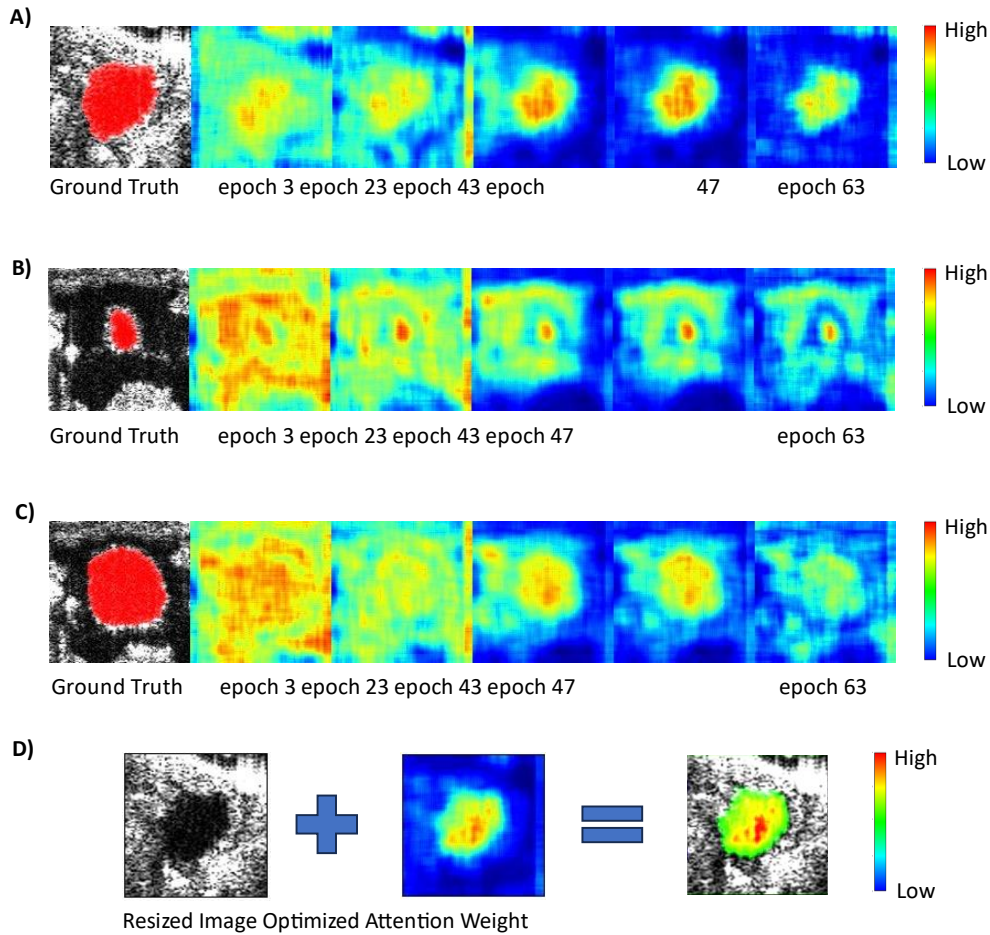 A)
High
Low
Ground Truth epoch 3 epoch 23 epoch 43 epoch 47 epoch 63
B)
High
Low
Ground Truth epoch 3 epoch 23 epoch 43 epoch 47 epoch 63
C)
High
Low
Ground Truth epoch 3 epoch 23 epoch 43 epoch 47 epoch 63
D)
High
Low
Resized Image Optimized Attention Weight